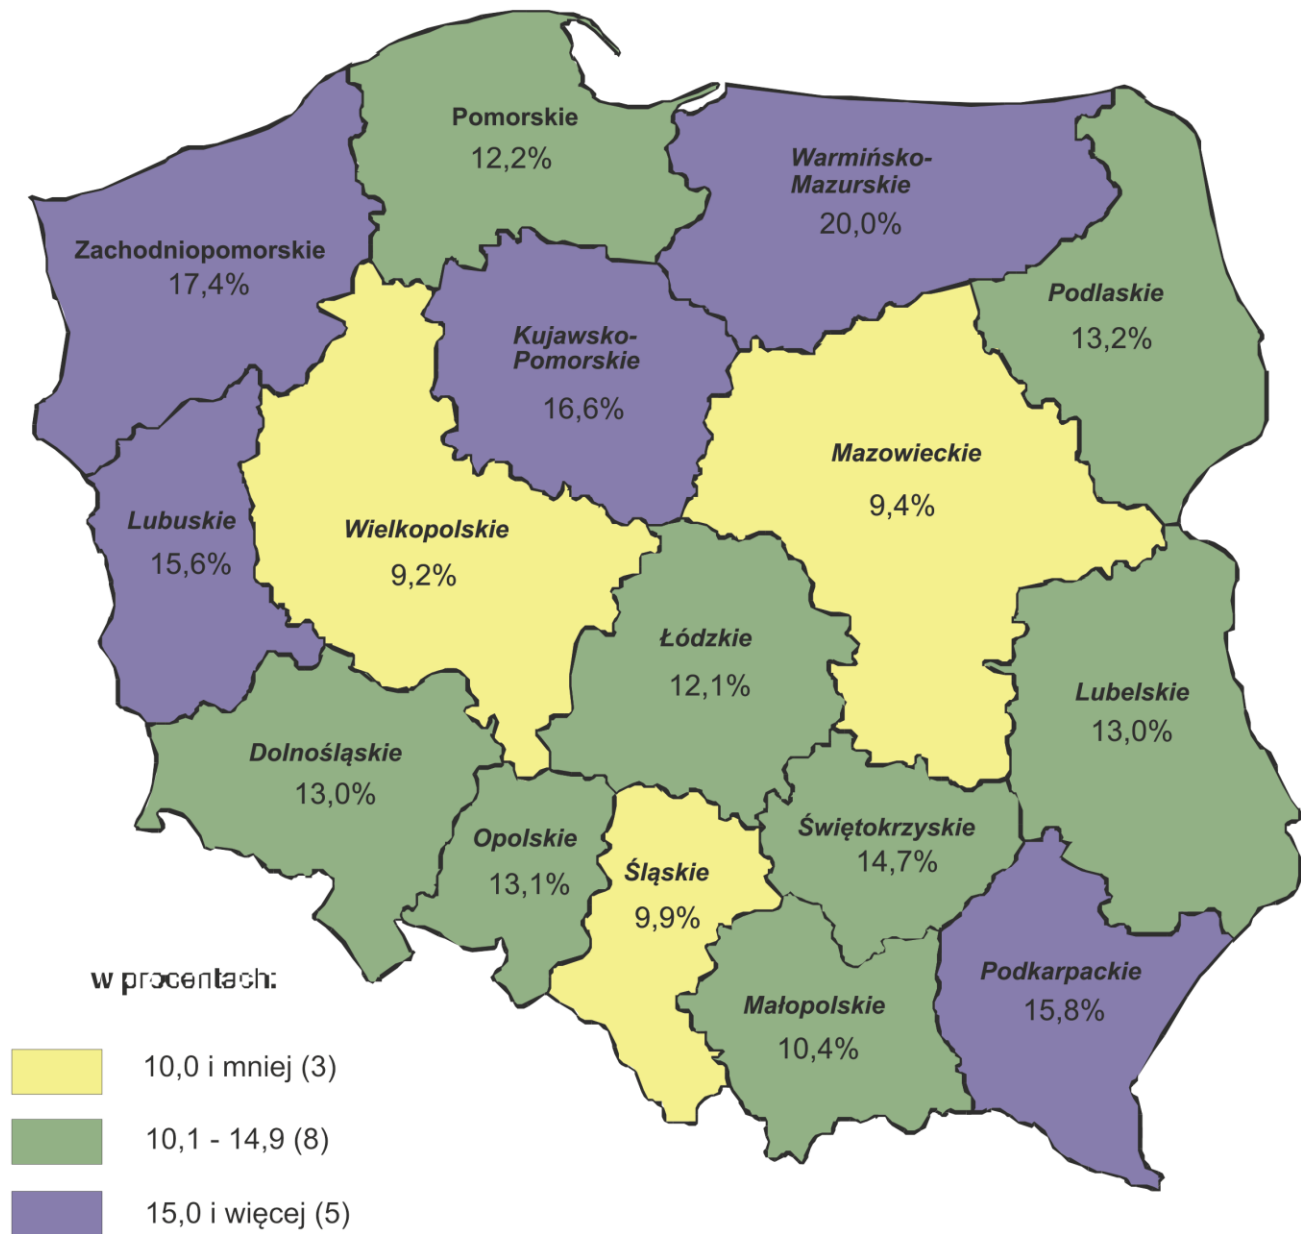 Pomorskie
12,2%
Warmińsko-
Mazurskie
20,0%
Zachodniopomorskie
17,4%
Podlaskie
13,2%
Kujawsko-
Pomorskie
16,6%
Mazowieckie
9,4%
Lubuskie
15,6%
Wielkopolskie
9,2%
Łódzkie
12,1%
Lubelskie
13,0%
Dolnośląskie
13,0%
Opolskie
13,1%
Śląskie
9,9%
Świętokrzyskie
14,7%
Małopolskie
10,4%
Podkarpackie
15,8%
w procentach:
10,0 i mniej (3)
10,1 - 14,9 (8)
15,0 i więcej (5)